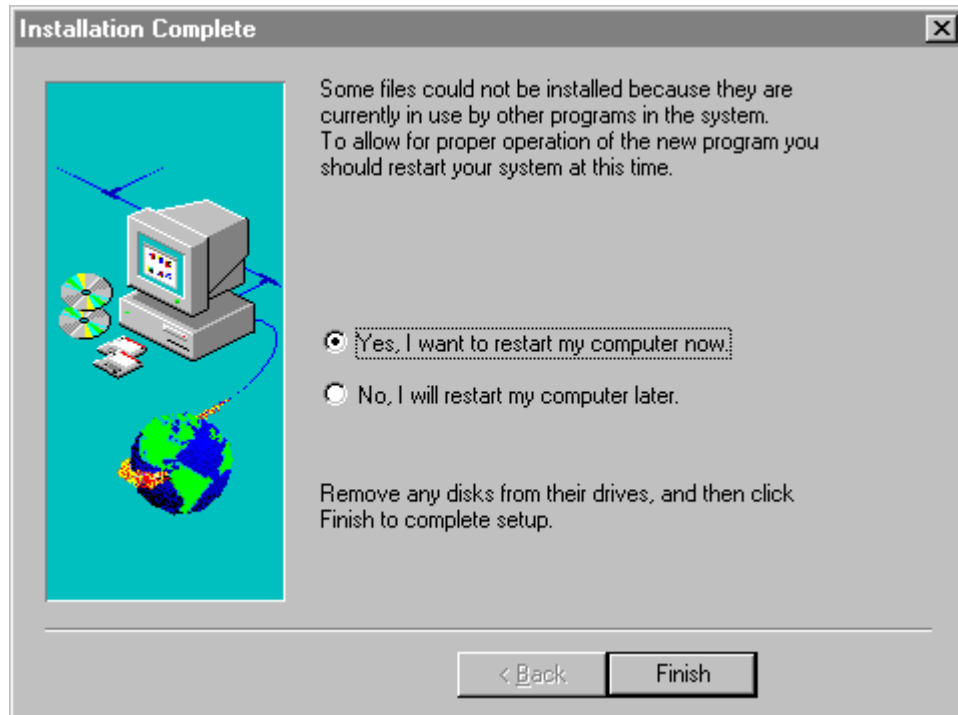 Installation Complete
Some files could not be installed because they are
currently in use by other programs in the system.
To allow for proper operation of the new program you
should restart your system at this time.
Yes, I want to restart my computer now.
No, I will restart my computer later.
Remove any disks from their drives, and then click
Finish to complete setup.
< Back
Finish